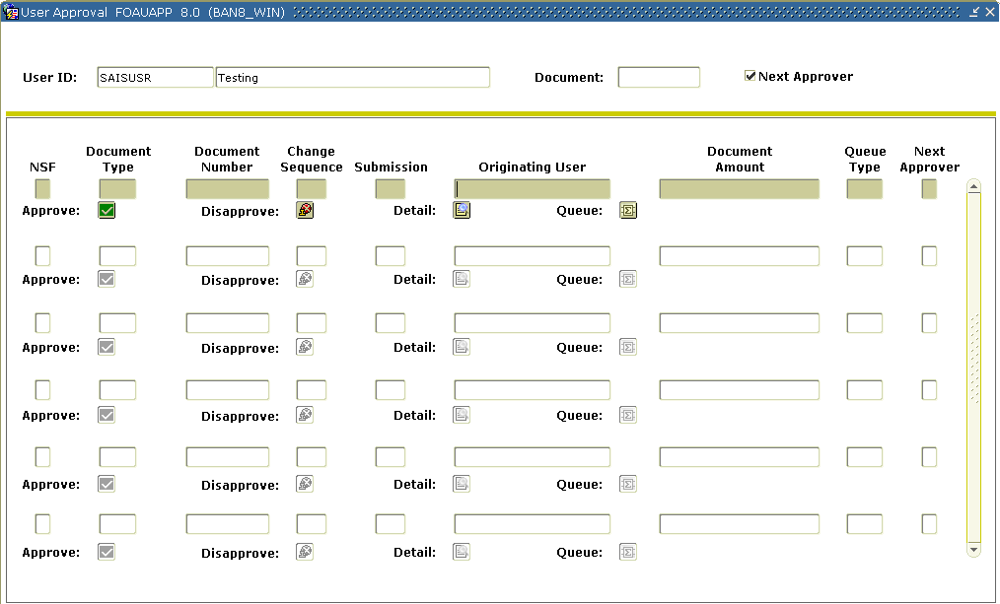 User Approval FOAUAPP 8.0 (BAN8_WIN)
User ID: SAISUSR Testing Document: Next Approver
Document Document Change Document Queue Next
NSF Type Number Sequence Submission Originating User Amount Type Approver
Approve: Disapprove: Detail: Queue:
Approve: Disapprove: Detail: Queue:
Approve: Disapprove: Detail: Queue:
Approve: Disapprove: Detail: Queue:
Approve: Disapprove: Detail: Queue:
Approve: Disapprove: Detail: Queue: